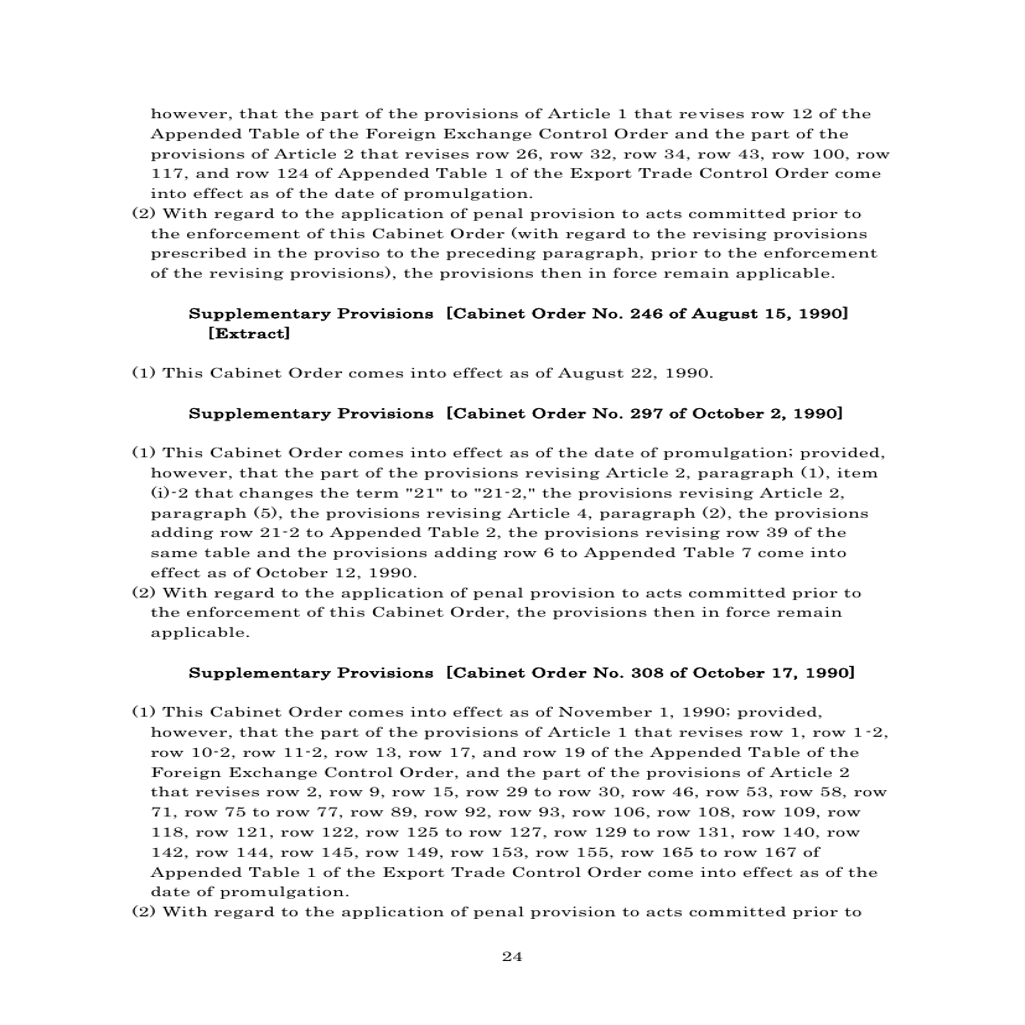 however, that the part of the provisions of Article 1 that revises row 12 of the
Appended Table of the Foreign Exchange Control Order and the part of the
provisions of Article 2 that revises row 26, row 32, row 34, row 43, row 100, row
117, and row 124 of Appended Table 1 of the Export Trade Control Order come
into effect as of the date of promulgation.
(2) With regard to the application of penal provision to acts committed prior to
the enforcement of this Cabinet Order (with regard to the revising provisions
prescribed in the proviso to the preceding paragraph, prior to the enforcement
of the revising provisions), the provisions then in force remain applicable.
Supplementary Provisions [Cabinet Order No. 246 of August 15, 1990]
[Extract]
(1) This Cabinet Order comes into effect as of August 22, 1990.
Supplementary Provisions [Cabinet Order No. 297 of October 2, 1990]
(1) This Cabinet Order comes into effect as of the date of promulgation; provided,
however, that the part of the provisions revising Article 2, paragraph (1), item
(i)-2 that changes the term "21" to "21-2," the provisions revising Article 2,
paragraph (5), the provisions revising Article 4, paragraph (2), the provisions
adding row 21-2 to Appended Table 2, the provisions revising row 39 of the
same table and the provisions adding row 6 to Appended Table 7 come into
effect as of October 12, 1990.
(2) With regard to the application of penal provision to acts committed prior to
the enforcement of this Cabinet Order, the provisions then in force remain
applicable.
Supplementary Provisions [Cabinet Order No. 308 of October 17, 1990]
(1) This Cabinet Order comes into effect as of November 1, 1990; provided,
however, that the part of the provisions of Article 1 that revises row 1, row 1-2,
row 10-2, row 11-2, row 13, row 17, and row 19 of the Appended Table of the
Foreign Exchange Control Order, and the part of the provisions of Article 2
that revises row 2, row 9, row 15, row 29 to row 30, row 46, row 53, row 58, row
71, row 75 to row 77, row 89, row 92, row 93, row 106, row 108, row 109, row
118, row 121, row 122, row 125 to row 127, row 129 to row 131, row 140, row
142, row 144, row 145, row 149, row 153, row 155, row 165 to row 167 of
Appended Table 1 of the Export Trade Control Order come into effect as of the
date of promulgation.
(2) With regard to the application of penal provision to acts committed prior to
24